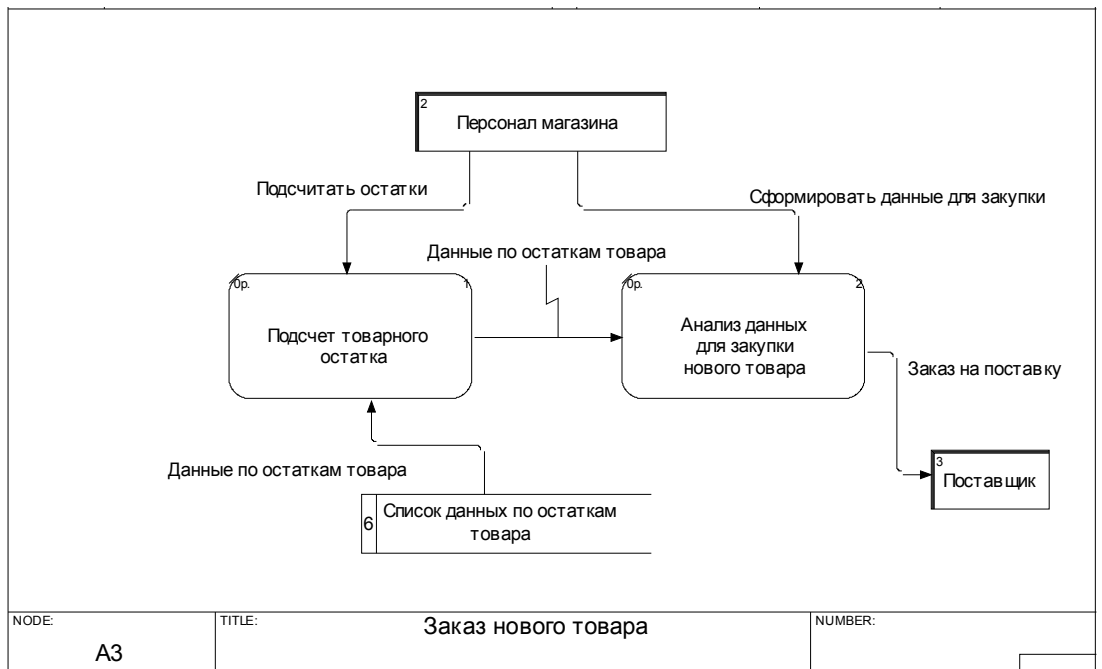 2
Персонал магазина
Подсчитать остатки
Сформировать данные для закупки
Данные по остаткам товара
0р.
1
Подсчет товарного
остатка
0р.
2
Анализ данных
для закупки
нового товара
Заказ на поставку
Данные по остаткам товара
3
Поставщик
6
Список данных по остаткам
товара
NODE:
A3
TITLE:
Заказ нового товара
NUMBER: